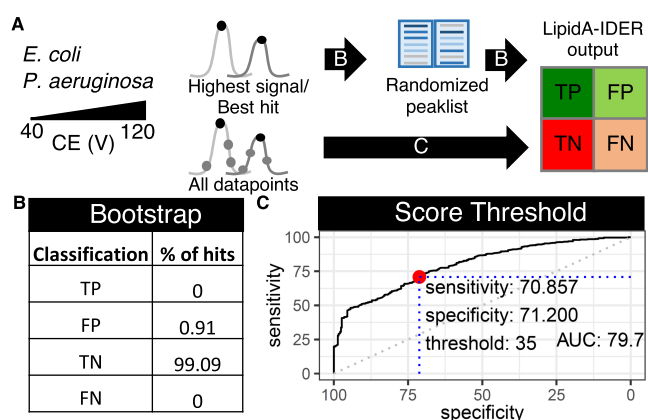 A
E. coli
P. aeruginosa
40
120
CE (V)
Highest signal/
Best hit
All datapoints
B
Randomized
peaklist
B
C
LipidA-IDER
output
TP
FP
TN
FN
B
Bootstrap
Classification
% of hits
TP
0
FP
0.91
TN
99.09
FN
0
C
Score Threshold
sensitivity
100
75
50
25
0
sensitivity: 70.857
specificity: 71.200
threshold: 35
AUC: 79.7
100
75
50
25
0
specificity